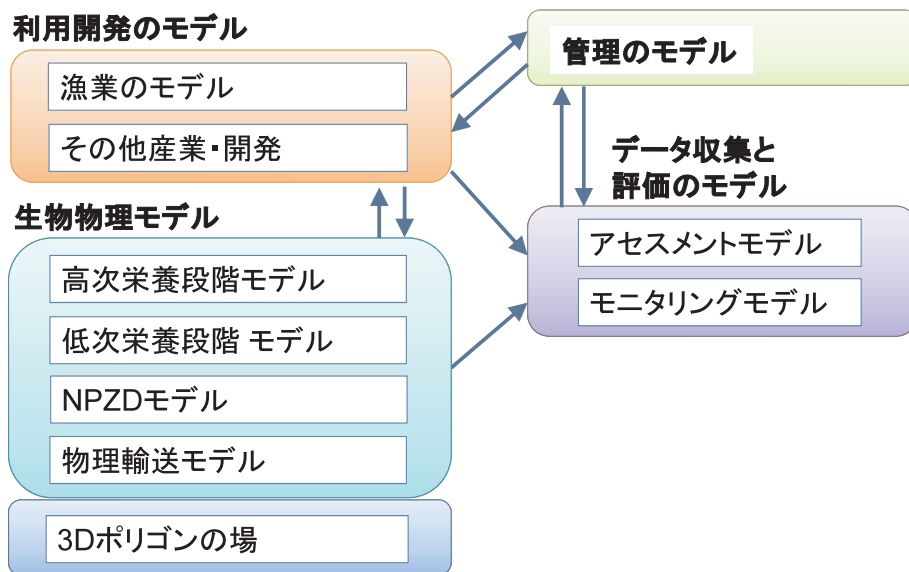 利用開発のモデル
漁業のモデル
その他産業・開発
管理のモデル
データ収集と
評価のモデル
アセスメントモデル
モニタリングモデル
生物物理モデル
高次栄養段階モデル
低次栄養段階 モデル
NPZDモデル
物理輸送モデル
3Dポリゴンの場